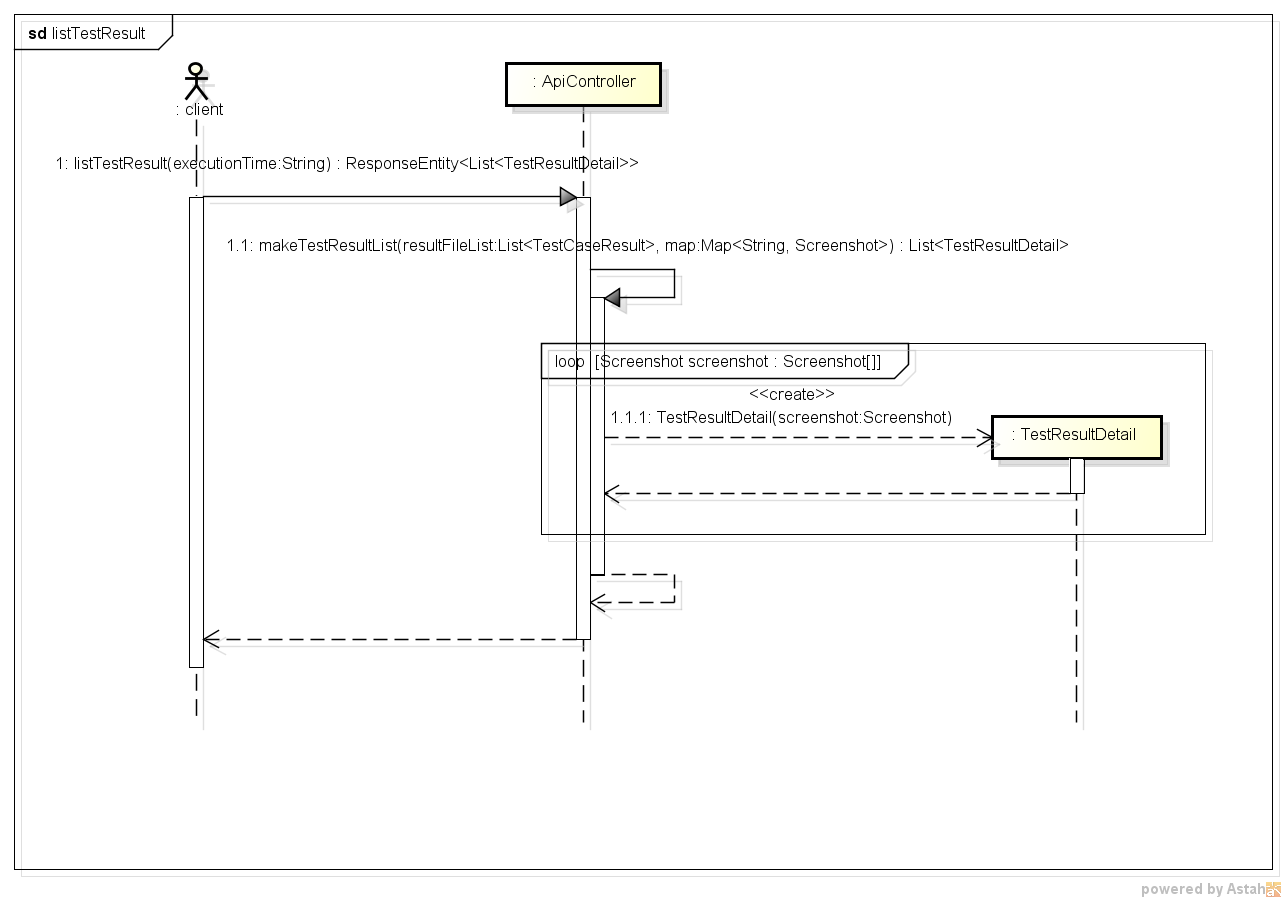 sd listTestResult
: client
: ApiController
1: listTestResult(executionTime:String) : ResponseEntity<List<TestResultDetail>>
1.1: makeTestResultList(resultFileList:List<TestCaseResult>, map:Map<String, Screenshot>) : List<TestResultDetail>
loop [Screenshot screenshot : Screenshot[]]
<<create>>
1.1.1: TestResultDetail(screenshot:Screenshot)
: TestResultDetail
powered by Astah